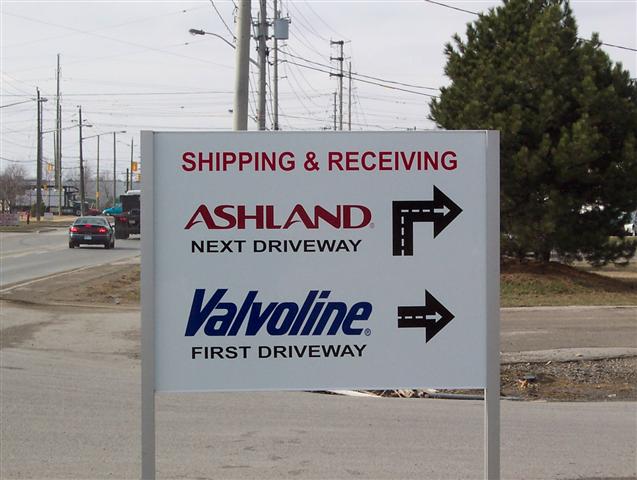 SHIPPING & RECEIVING
ASHLAND®
NEXT DRIVEWAY
Valvoline®
FIRST DRIVEWAY